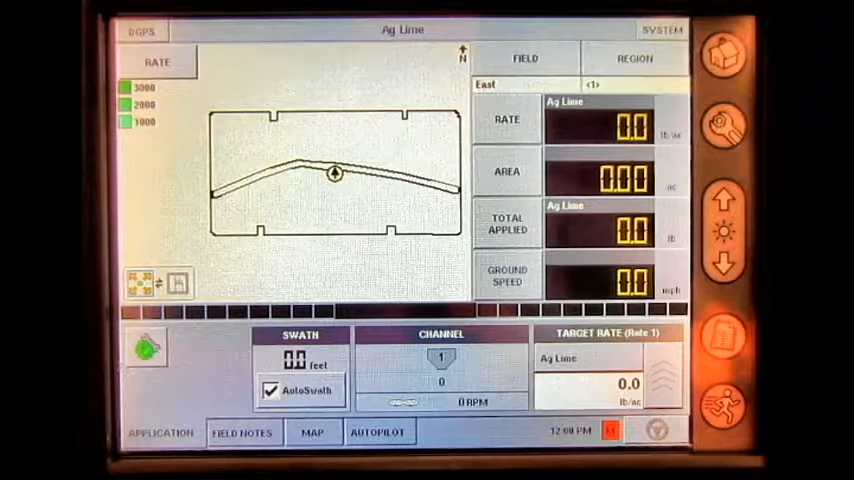 DGPS
Ag Lime
SYSTEM
RATE
N
FIELD
REGION
3000
2000
1000
East
<1>
RATE
Ag Lime
0.0
lb/ac
AREA
0.00
ac
TOTAL
APPLIED
Ag Lime
0.0
lb
GROUND
SPEED
0.0
mph
SWATH
0.0 feet
AutoSwath
CHANNEL
1
0
0 RPM
TARGET RATE (Rate 1)
Ag Lime
0.0
lb/ac
APPLICATION
FIELD NOTES
MAP
AUTOPILOT
12:00 PM